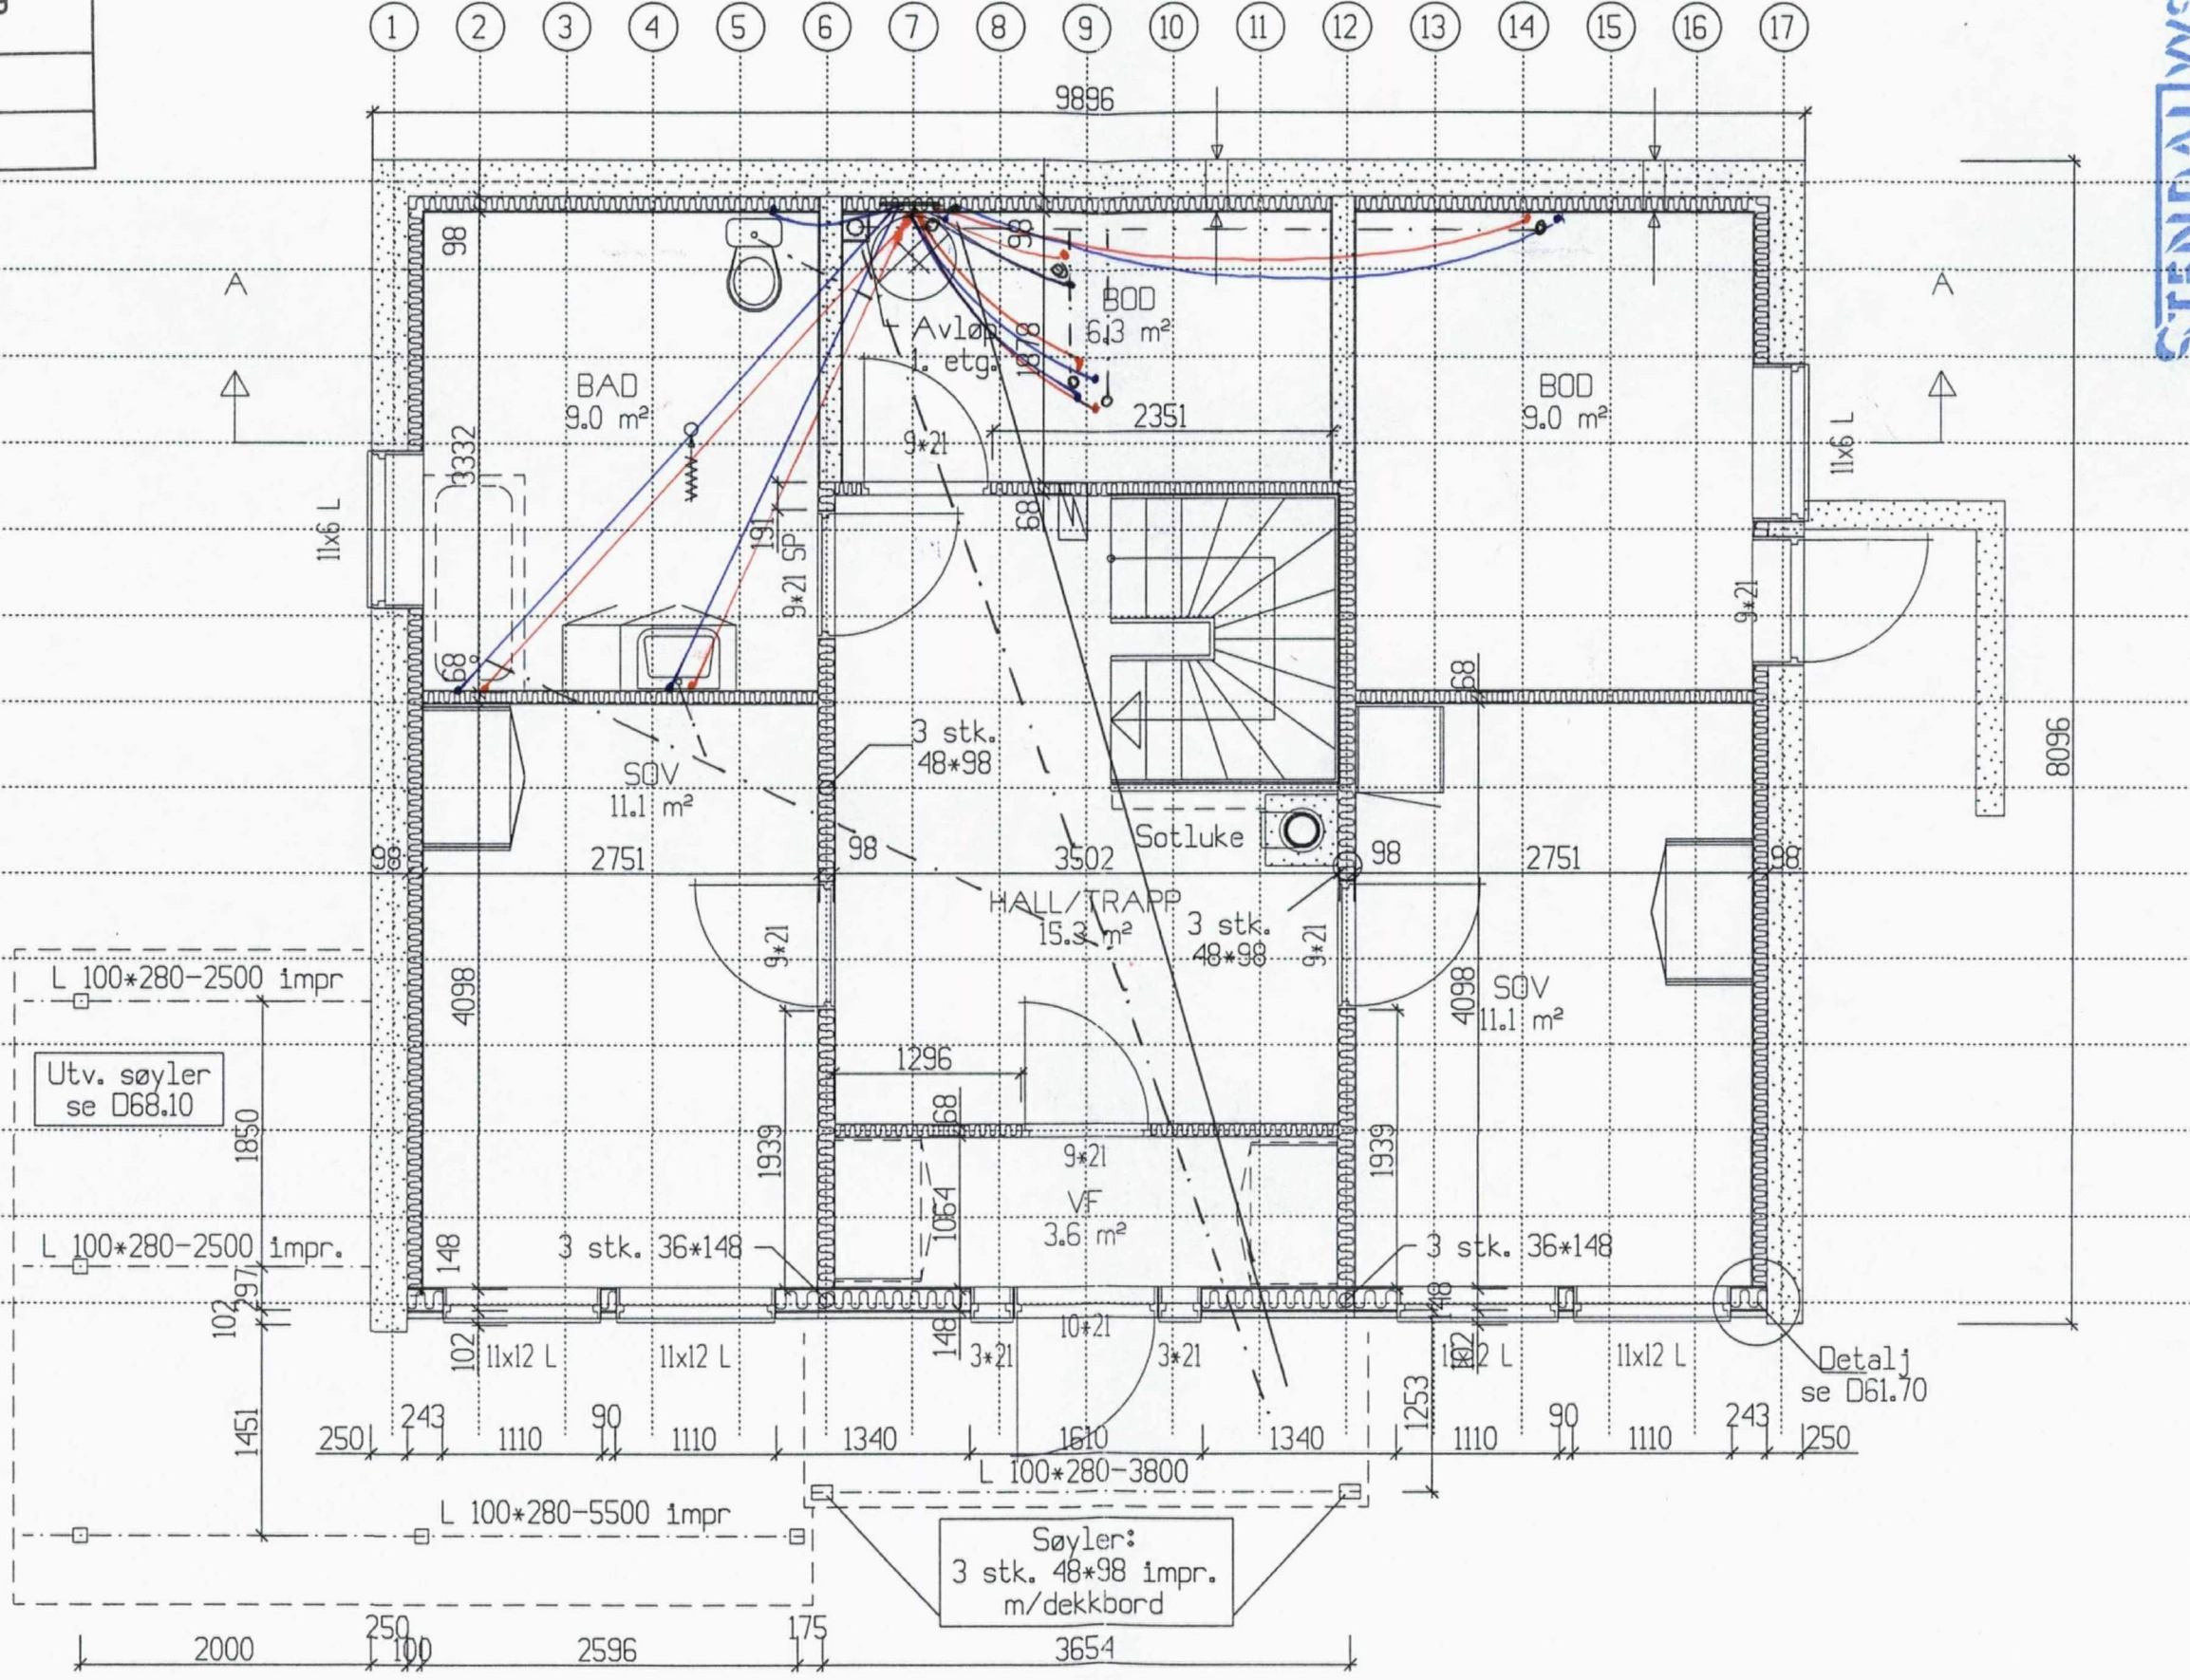 1 2 3 4 5 6 7 8 9 10 11 12 13 14 15 16 17
9896
STENDAL
98
98
A
A
BOD
6.3 m²
Avløp
1. etg.
1878
BAD
9.0 m²
BOD
9.0 m²
2351
9*21
3332
11x6 L
11x6 L
191
9*21 SP
68
9*21
68
68
3 stk.
48*98
8096
SOV
11.1 m²
Sotluke
98
2751
98
3502
98
2751
98
HALL/TRAPP
15.3 m²
3 stk.
48*98
9*21
9*21
L 100*280-2500 impr
4098
4098
SOV
11.1 m²
Utv. søyler
se D68.10
1296
1850
68
1939
1939
9*21
VF
3.6 m²
1064
L 100*280-2500 impr.
148
3 stk. 36*148
3 stk. 36*148
297
102
148
148
10*21
102
11x12 L
11x12 L
3*21
3*21
102
11x12 L
11x12 L
Detalj
se D61.70
1451
1253
250
243
1110
90
1110
1340
1610
1340
1110
90
1110
243
250
L 100*280-3800
L 100*280-5500 impr
Søyler:
3 stk. 48*98 impr.
m/dekkbord
2000
250
100
2596
175
3654